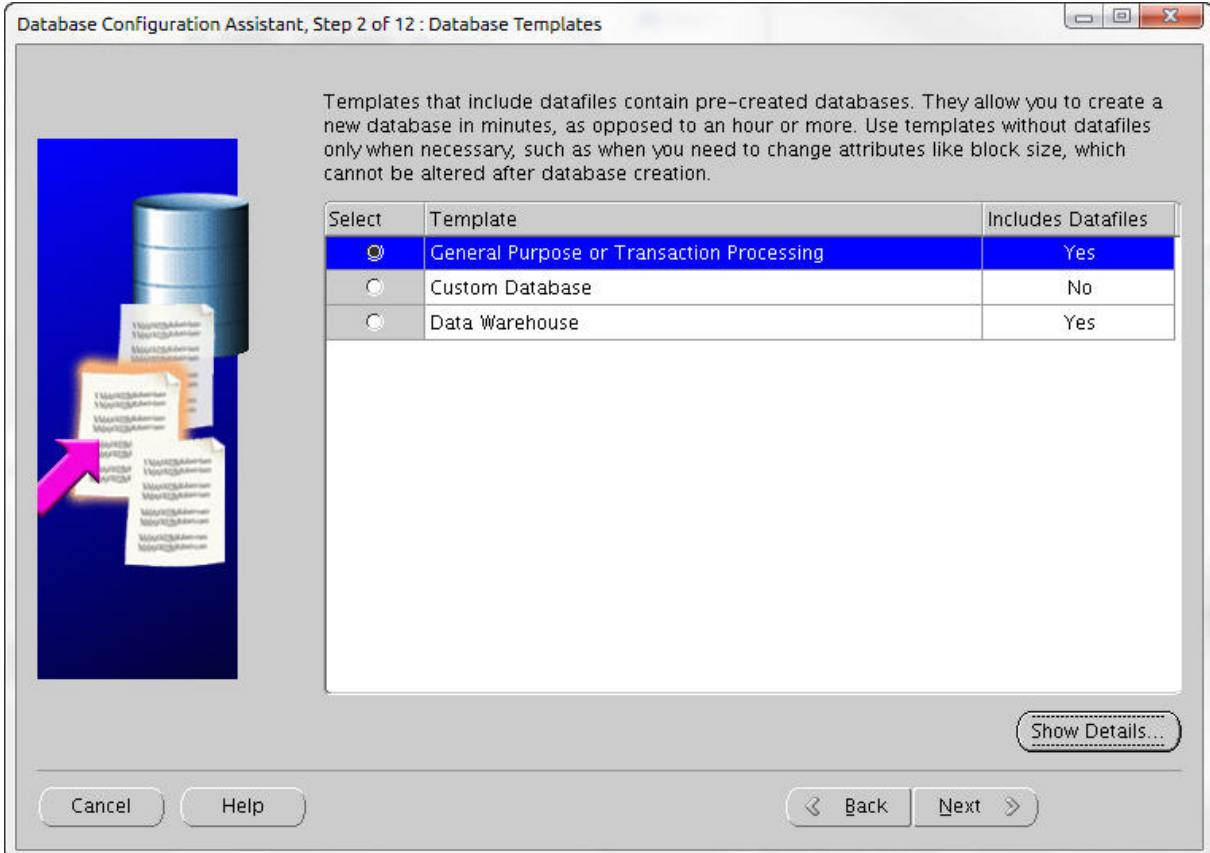 Database Configuration Assistant, Step 2 of 12 : Database Templates
Templates that include datafiles contain pre-created databases. They allow you to create a
new database in minutes, as opposed to an hour or more. Use templates without datafiles
only when necessary, such as when you need to change attributes like block size, which
cannot be altered after database creation.
Select Template Includes Datafiles
General Purpose or Transaction Processing Yes
Custom Database No
Data Warehouse Yes
Show Details...
Cancel Help Back Next